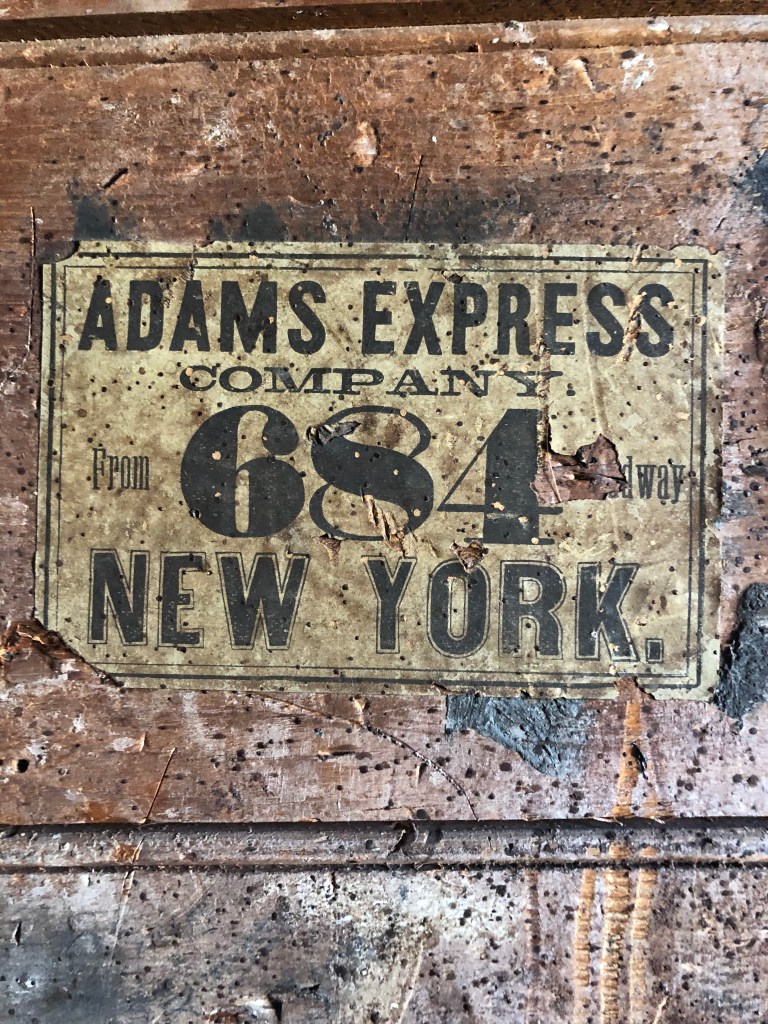 ADAMS EXPRESS
COMPANY.
From 684 dway
NEW YORK.